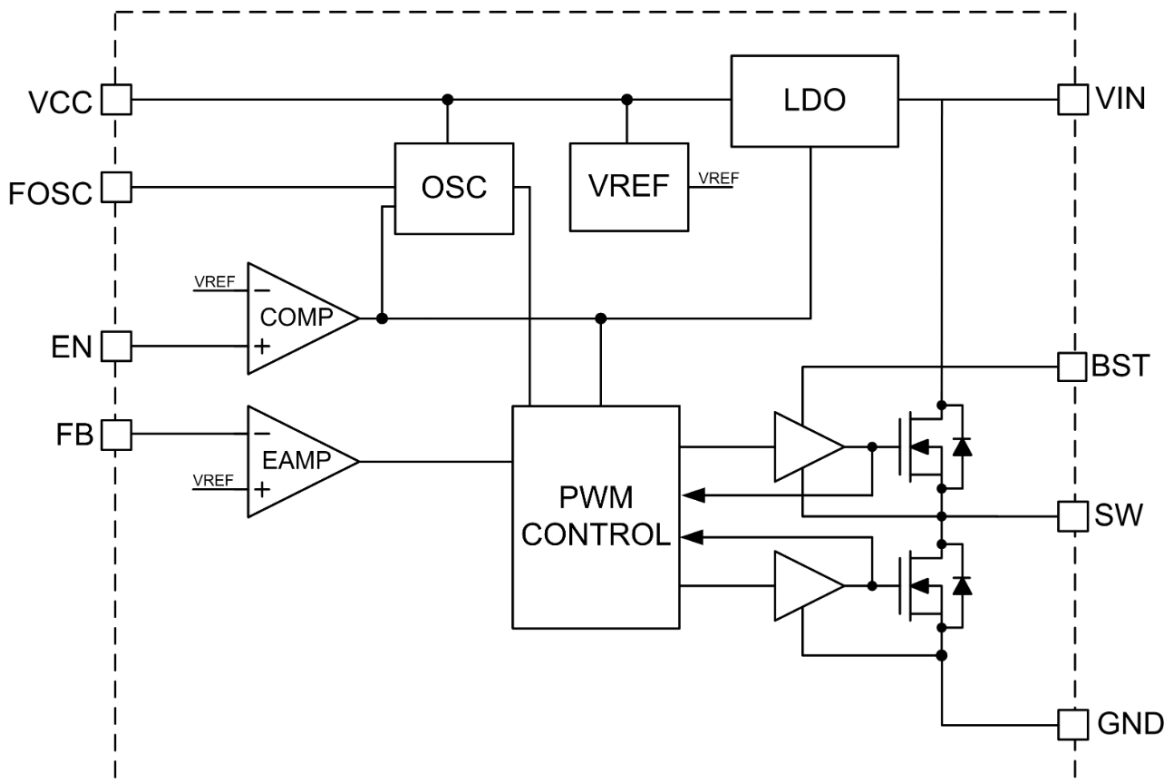 VCC
LDO
VIN
FOSC
OSC
VREF
VREF
VREF
−
COMP
EN
+
BST
FB
−
EAMP
VREF
+
PWM
CONTROL
SW
GND